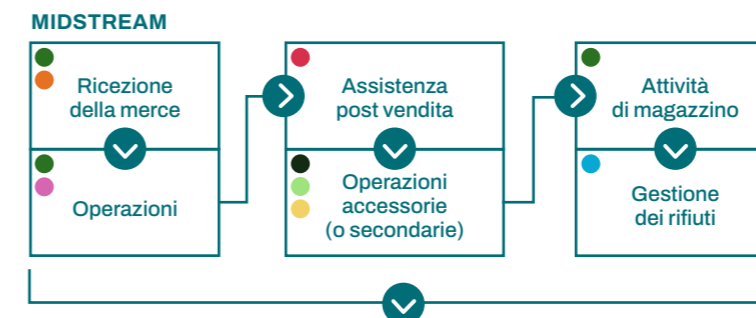 MIDSTREAM
Ricezione
della merce
Operazioni
Assistenza
post vendita
Operazioni
accessorie
(o secondarie)
Attività
di magazzino
Gestione
dei rifiuti